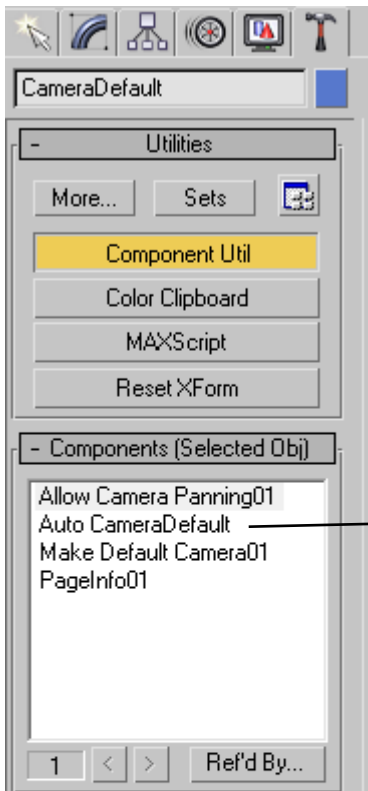 CameraDefault
- Utilities
More... Sets
Component Util
Color Clipboard
MAXScript
Reset XForm
- Components (Selected Obj)
Allow Camera Panning01
Auto CameraDefault
Make Default Camera01
PageInfo01
1 < > Ref'd By...